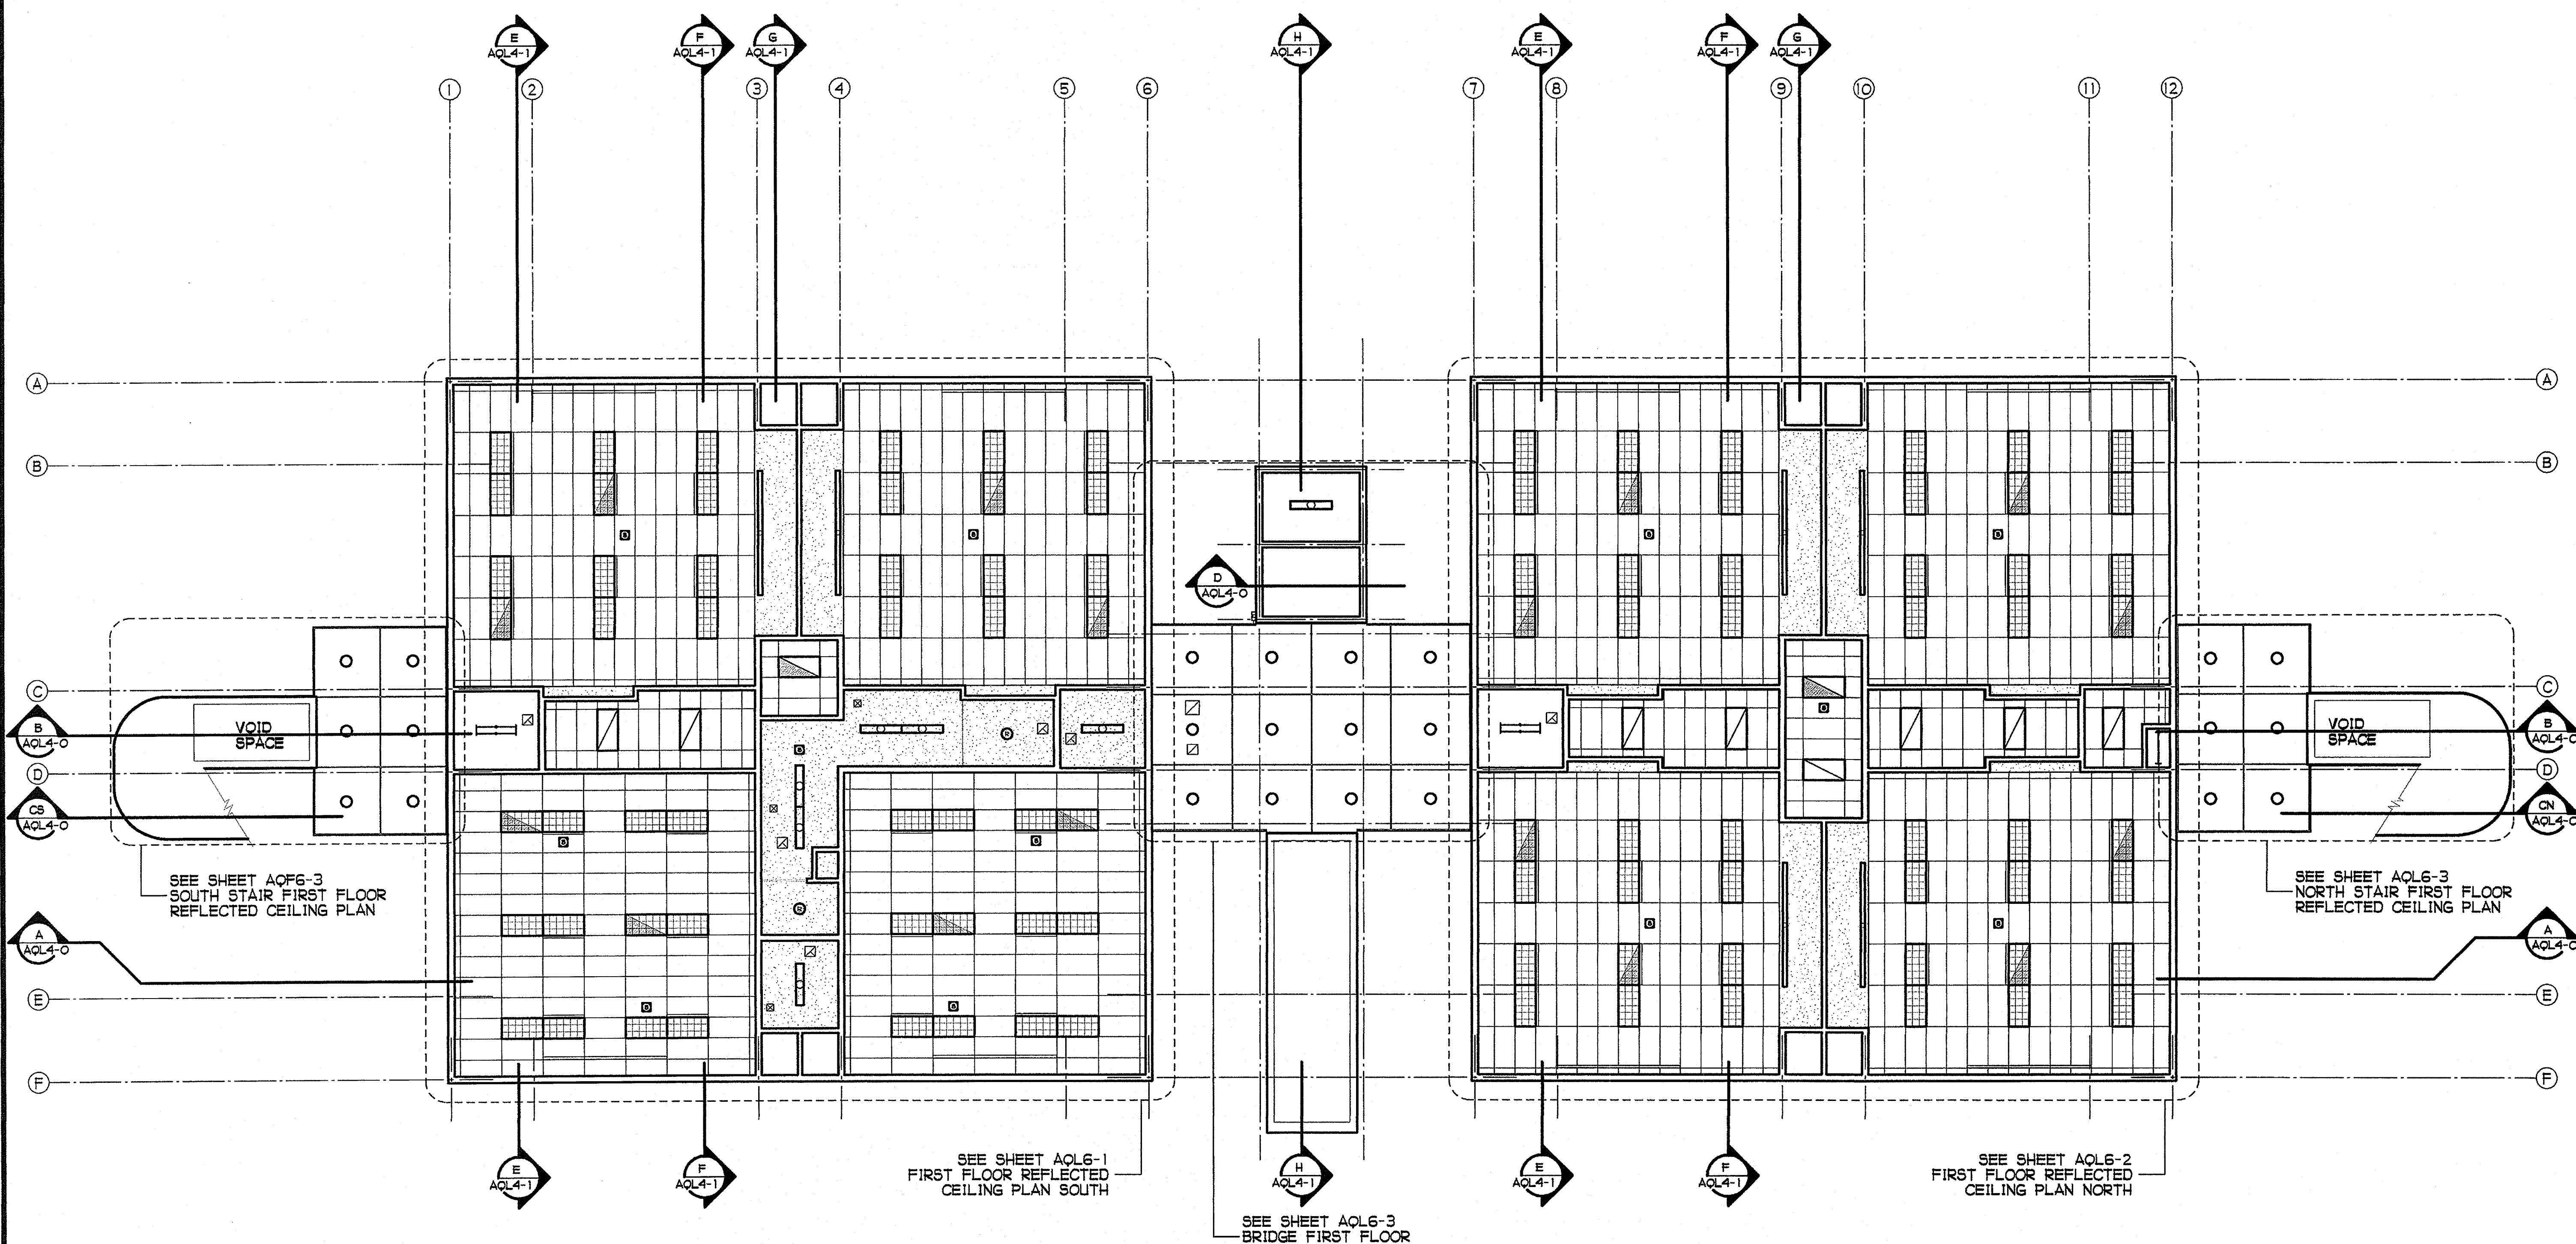 E
AQL4-1
F
AQL4-1
G
AQL4-1
H
AQL4-1
E
AQL4-1
F
AQL4-1
G
AQL4-1
1
2
3
4
5
6
7
8
9
10
11
12
A
A
B
B
D
AQL4-0
C
C
B
AQL4-0
VOID
SPACE
VOID
SPACE
B
AQL4-0
D
D
CS
AQL4-0
CN
AQL4-0
SEE SHEET AQF6-3
SOUTH STAIR FIRST FLOOR
REFLECTED CEILING PLAN
SEE SHEET AQL6-3
NORTH STAIR FIRST FLOOR
REFLECTED CEILING PLAN
A
AQL4-0
A
AQL4-0
E
E
F
F
E
AQL4-1
F
AQL4-1
SEE SHEET AQL6-1
FIRST FLOOR REFLECTED
CEILING PLAN SOUTH
H
AQL4-1
E
AQL4-1
F
AQL4-1
SEE SHEET AQL6-2
FIRST FLOOR REFLECTED
CEILING PLAN NORTH
SEE SHEET AQL6-3
BRIDGE FIRST FLOOR